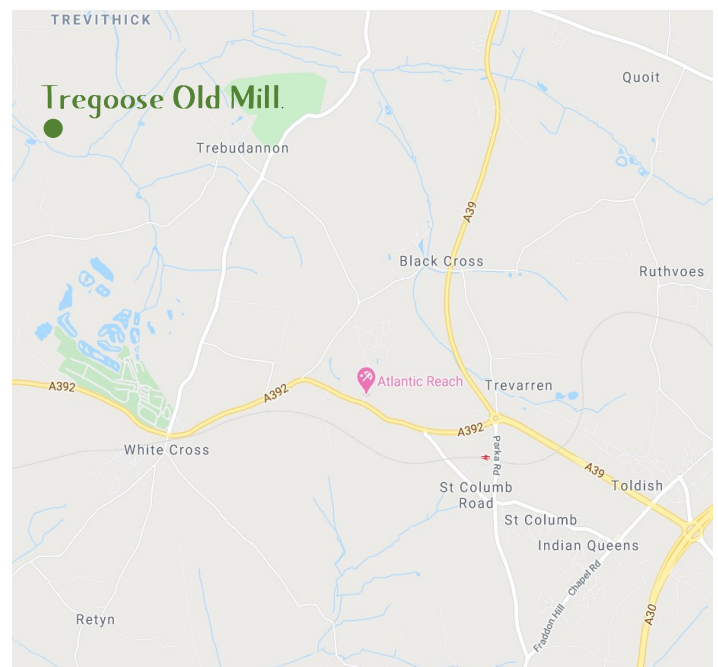 TREVITHICK
Quoit
Tregoose Old Mill.
Trebudannon
A39
Black Cross
Ruthvoes
Atlantic Reach
A392
A392
Trevarren
A392
White Cross
Parka Rd
A39
St Columb
Road
Toldish
St Columb
Indian Queens
Chapel Rd
Fraddon Hill
A30
Retyn